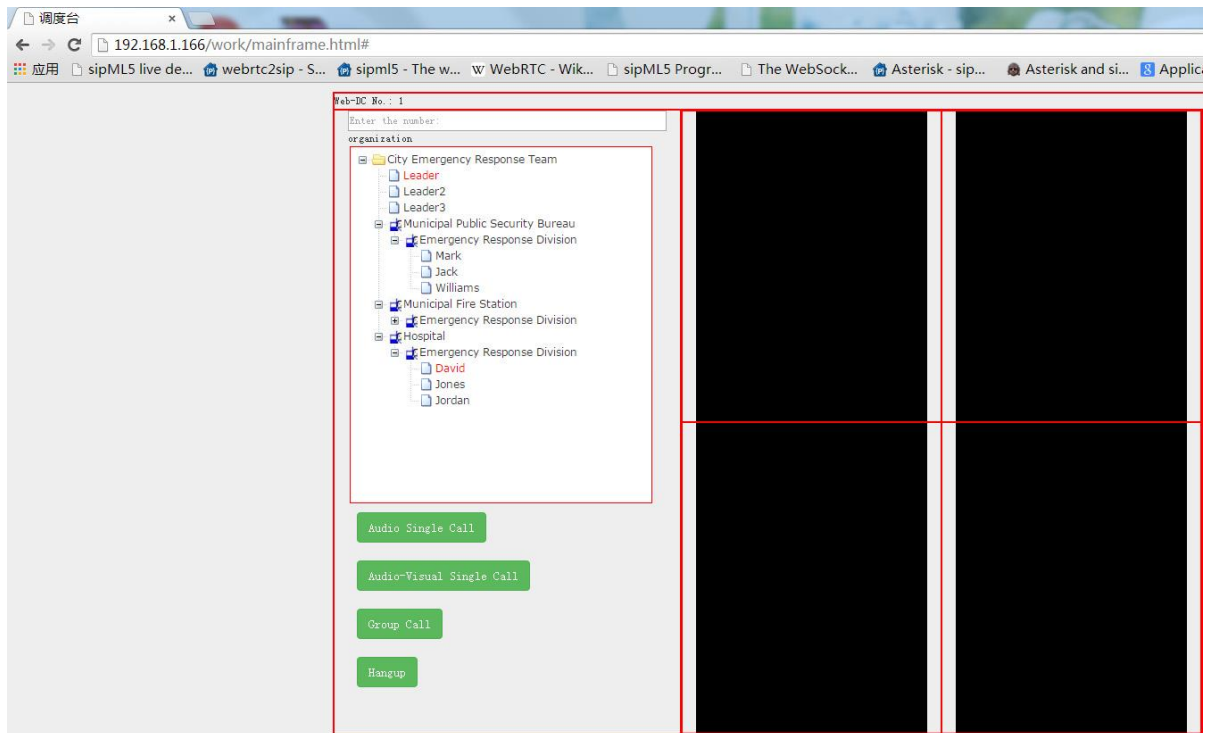 调度台
192.168.1.166/work/mainframe.html#
应用 sipML5 live de... webrtc2sip - S... sipml5 - The w... WebRTC - Wik... sipML5 Progr... The WebSock... Asterisk - sip... Asterisk and si... Applica
Web-DC No.: 1
Enter the number:
organization
City Emergency Response Team
Leader
Leader2
Leader3
Municipal Public Security Bureau
Emergency Response Division
Mark
Jack
Williams
Municipal Fire Station
Emergency Response Division
Hospital
Emergency Response Division
David
Jones
Jordan
Audio Single Call
Audio-Visual Single Call
Group Call
Hangup